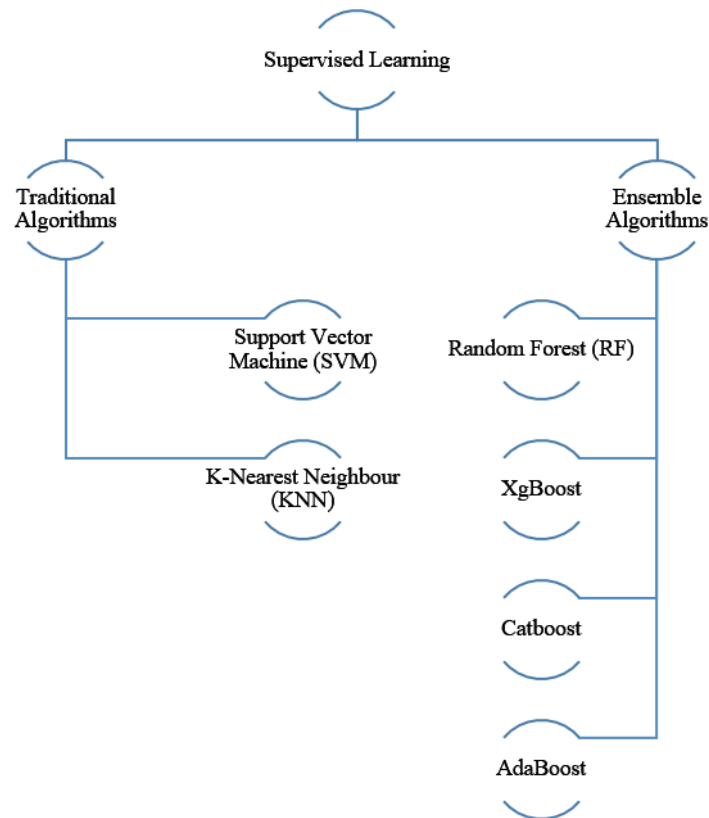 Supervised Learning
Traditional
Algorithms
Ensemble
Algorithms
Support Vector
Machine (SVM)
Random Forest (RF)
K-Nearest Neighbour
(KNN)
XgBoost
Catboost
AdaBoost